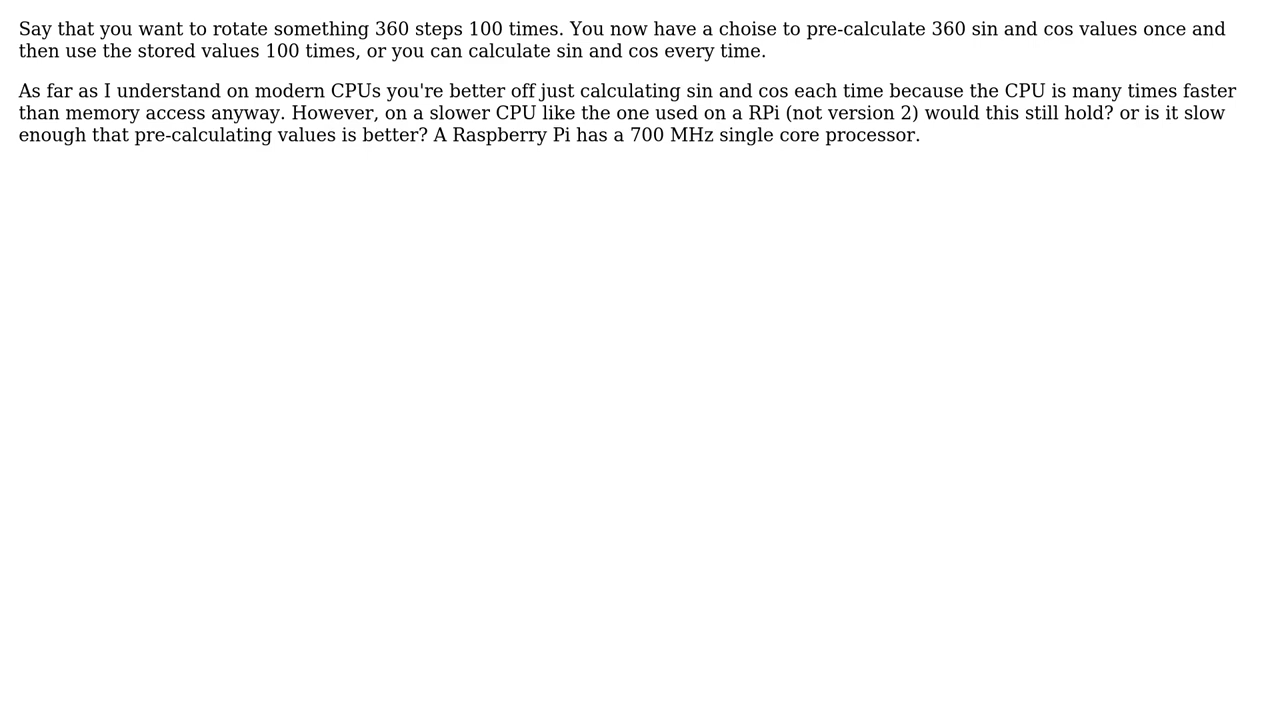 Say that you want to rotate something 360 steps 100 times. You now have a choise to pre-calculate 360 sin and cos values once and
then use the stored values 100 times, or you can calculate sin and cos every time.
As far as I understand on modern CPUs you're better off just calculating sin and cos each time because the CPU is many times faster
than memory access anyway. However, on a slower CPU like the one used on a RPi (not version 2) would this still hold? or is it slow
enough that pre-calculating values is better? A Raspberry Pi has a 700 MHz single core processor.